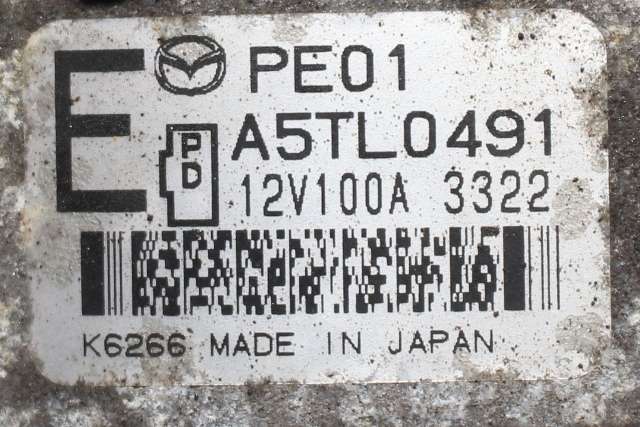 E PE01
A5TL0491
PD
12V100A 3322
K6266 MADE IN JAPAN